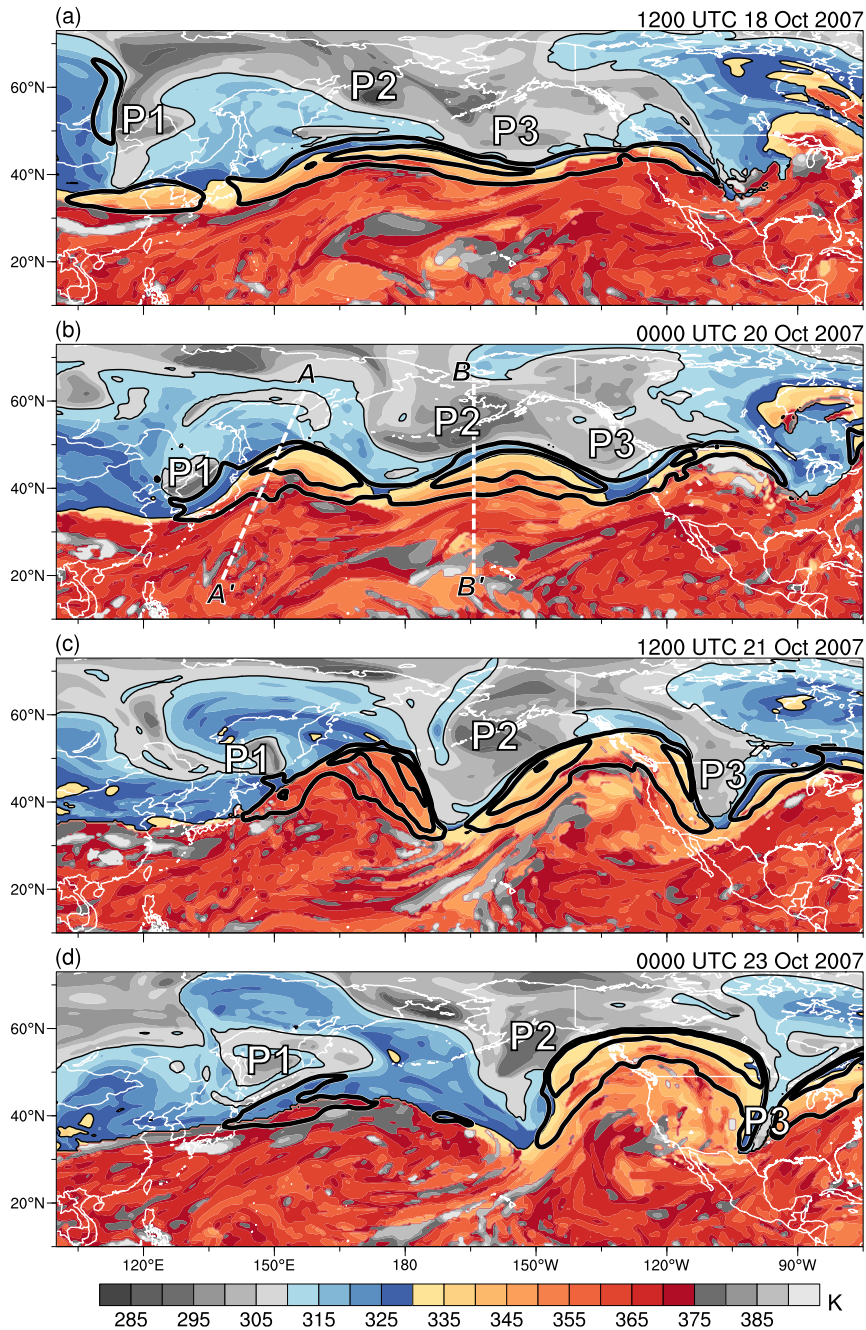 (a) 1200 UTC 18 Oct 2007
60°N
40°N
20°N
P1
P2
P3
(b) 0000 UTC 20 Oct 2007
60°N
40°N
20°N
A
B
P2
P3
P1
A'
B'
(c) 1200 UTC 21 Oct 2007
60°N
40°N
20°N
P2
P1
P3
(d) 0000 UTC 23 Oct 2007
60°N
40°N
20°N
P2
P1
P3
120°E 150°E 180 150°W 120°W 90°W
285 295 305 315 325 335 345 355 365 375 385 K